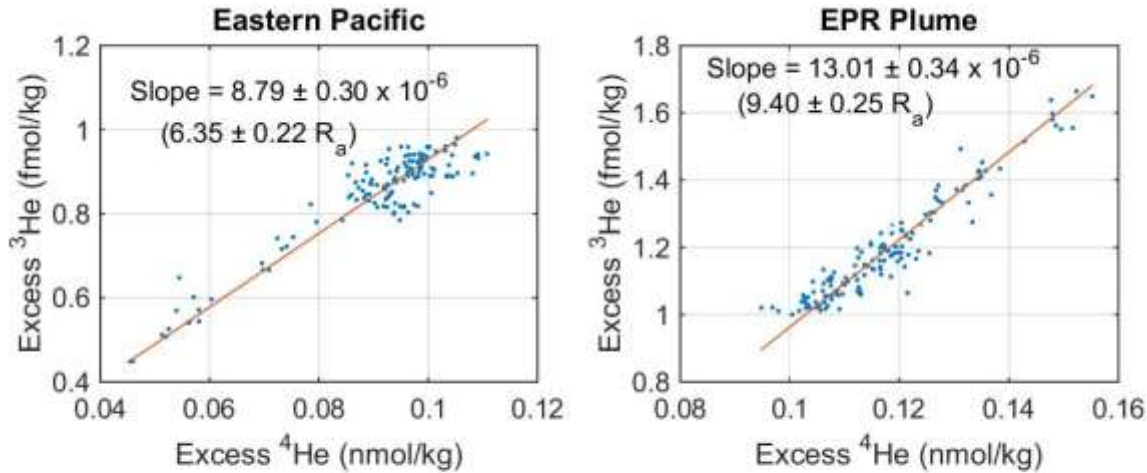 Eastern Pacific
1.2
1
0.8
0.6
0.4
Excess ³He (fmol/kg)
Slope = 8.79 ± 0.30 x 10⁻⁶
(6.35 ± 0.22 Rₐ)
0.04 0.06 0.08 0.1 0.12
Excess ⁴He (nmol/kg)
EPR Plume
1.8
1.6
1.4
1.2
1
0.8
Excess ³He (fmol/kg)
Slope = 13.01 ± 0.34 x 10⁻⁶
(9.40 ± 0.25 Rₐ)
0.08 0.1 0.12 0.14 0.16
Excess ⁴He (nmol/kg)